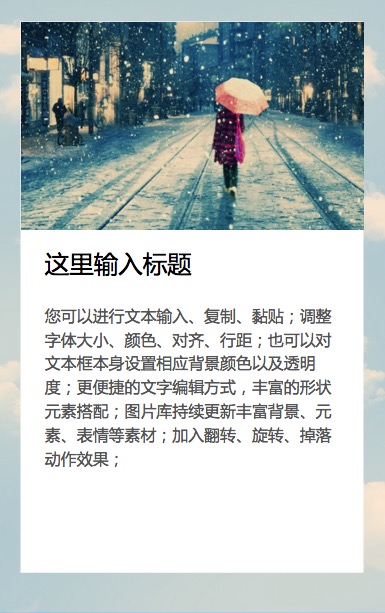 这里输入标题
您可以进行文本输入、复制、黏贴；调整
字体大小、颜色、对齐、行距；也可以对
文本框本身设置相应背景颜色以及透明
度；更便捷的文字编辑方式，丰富的形状
元素搭配；图片库持续更新丰富背景、元
素、表情等素材；加入翻转、旋转、掉落
动作效果；